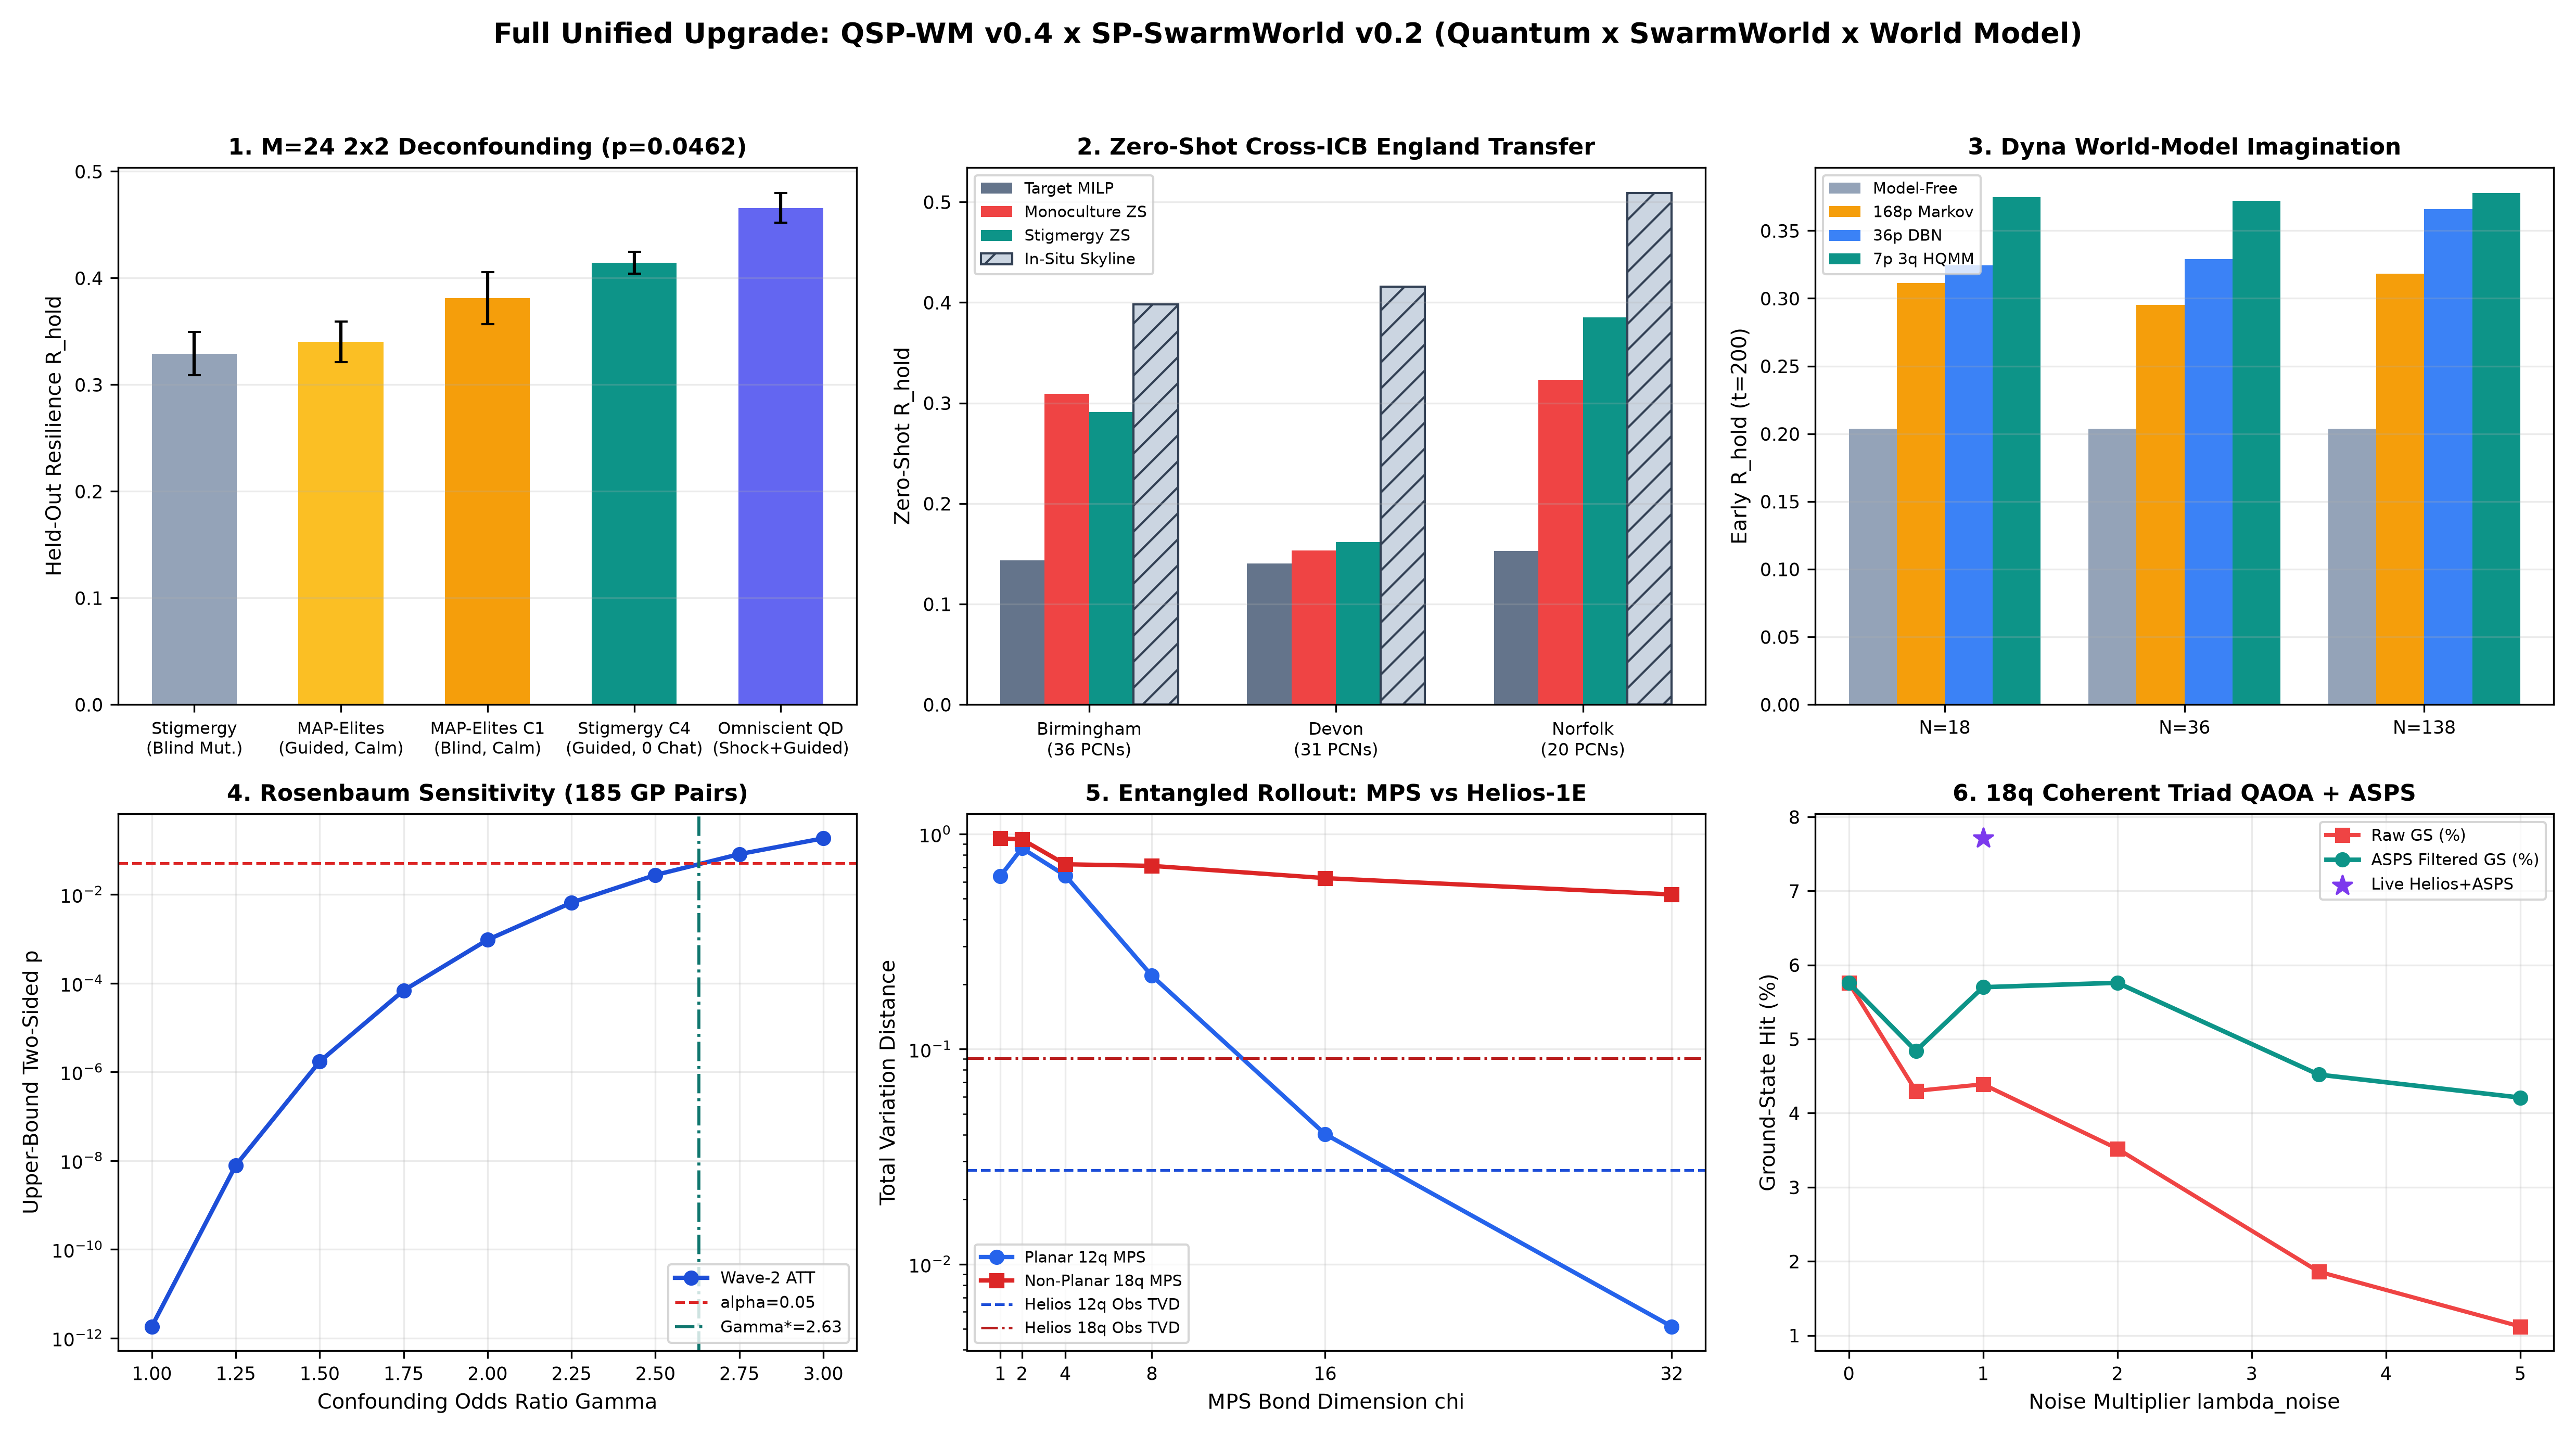 Full Unified Upgrade: QSP-WM v0.4 x SP-SwarmWorld v0.2 (Quantum x SwarmWorld x World Model)
1. M=24 2x2 Deconfounding (p=0.0462)
Held-Out Resilience R_hold
0.5
0.4
0.3
0.2
0.1
0.0
Stigmergy
(Blind Mut.)
MAP-Elites
(Guided, Calm)
MAP-Elites C1
(Blind, Calm)
Stigmergy C4
(Guided, 0 Chat)
Omniscient QD
(Shock+Guided)
2. Zero-Shot Cross-ICB England Transfer
Zero-Shot R_hold
0.5
0.4
0.3
0.2
0.1
0.0
Target MILP
Monoculture ZS
Stigmergy ZS
In-Situ Skyline
Birmingham
(36 PCNs)
Devon
(31 PCNs)
Norfolk
(20 PCNs)
3. Dyna World-Model Imagination
Early R_hold (t=200)
0.35
0.30
0.25
0.20
0.15
0.10
0.05
0.00
Model-Free
168p Markov
36p DBN
7p 3q HQMM
N=18
N=36
N=138
4. Rosenbaum Sensitivity (185 GP Pairs)
Upper-Bound Two-Sided p
10⁻²
10⁻⁴
10⁻⁶
10⁻⁸
10⁻¹⁰
10⁻¹²
Wave-2 ATT
alpha=0.05
Gamma*=2.63
1.00 1.25 1.50 1.75 2.00 2.25 2.50 2.75 3.00
Confounding Odds Ratio Gamma
5. Entangled Rollout: MPS vs Helios-1E
Total Variation Distance
10⁰
10⁻¹
10⁻²
Planar 12q MPS
Non-Planar 18q MPS
Helios 12q Obs TVD
Helios 18q Obs TVD
1 2 4 8 16 32
MPS Bond Dimension chi
6. 18q Coherent Triad QAOA + ASPS
Ground-State Hit (%)
8
7
6
5
4
3
2
1
Raw GS (%)
ASPS Filtered GS (%)
Live Helios+ASPS
0 1 2 3 4 5
Noise Multiplier lambda_noise